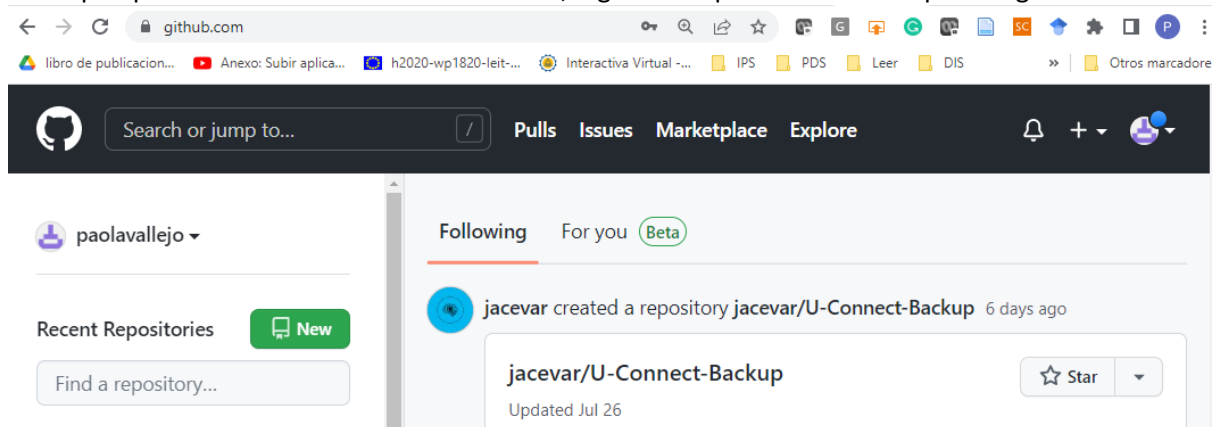 github.com
G
SC
P
libro de publicacion...
Anexo: Subir aplica...
h2020-wp1820-leit-...
Interactiva Virtual -...
IPS
PDS
Leer
DIS
»
Otros marcadore
Search or jump to...
/
Pulls
Issues
Marketplace
Explore
paolavallejo
Following
For you
Beta
jacevar created a repository jacevar/U-Connect-Backup 6 days ago
Recent Repositories
New
Find a repository...
jacevar/U-Connect-Backup
Star
Updated Jul 26